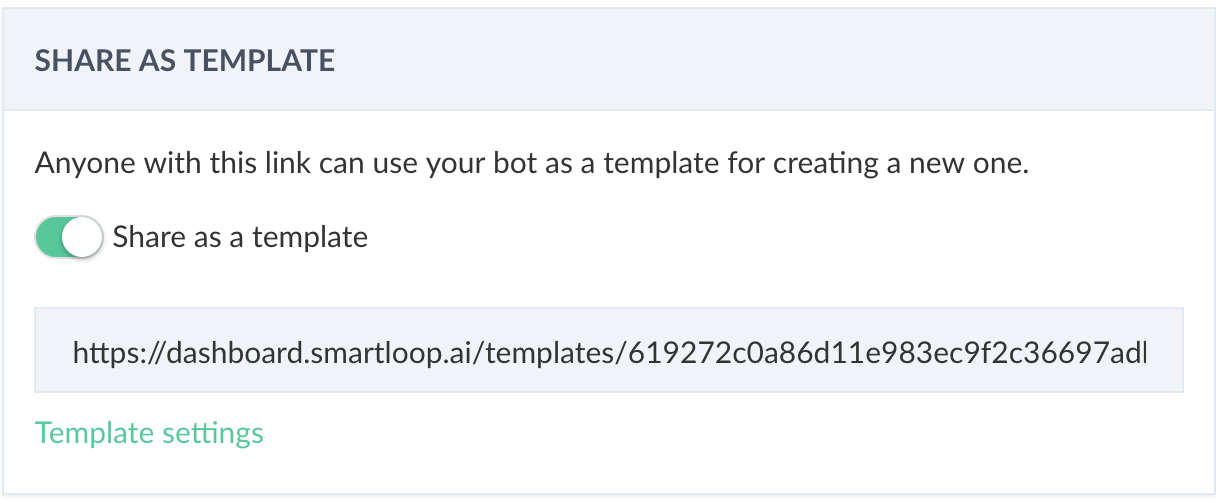 SHARE AS TEMPLATE
Anyone with this link can use your bot as a template for creating a new one.
Share as a template
https://dashboard.smartloop.ai/templates/619272c0a86d11e983ec9f2c36697ad
Template settings